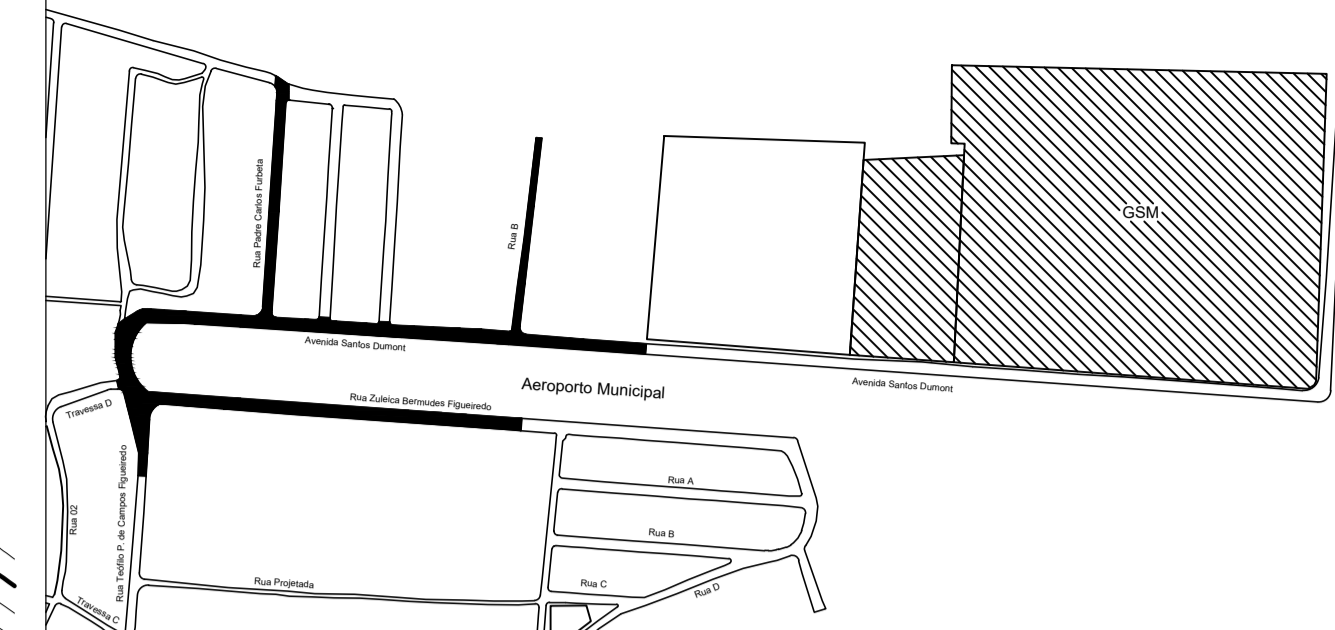 GSM
Rua Padre Carlos Furbeta
Rua B
Avenida Santos Dumont
Aeroporto Municipal
Avenida Santos Dumont
Rua Zuleica Bermudes Figueiredo
Travessa D
Rua Teófilo P. de Campos Figueiredo
Rua 02
Rua A
Rua B
Rua C
Rua D
Rua Projetada
Travessa C